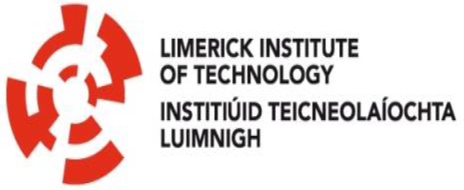 LIMERICK INSTITUTE
OF TECHNOLOGY
INSTITIÚID TEICNEOLAÍOCHTA
LUIMNIGH